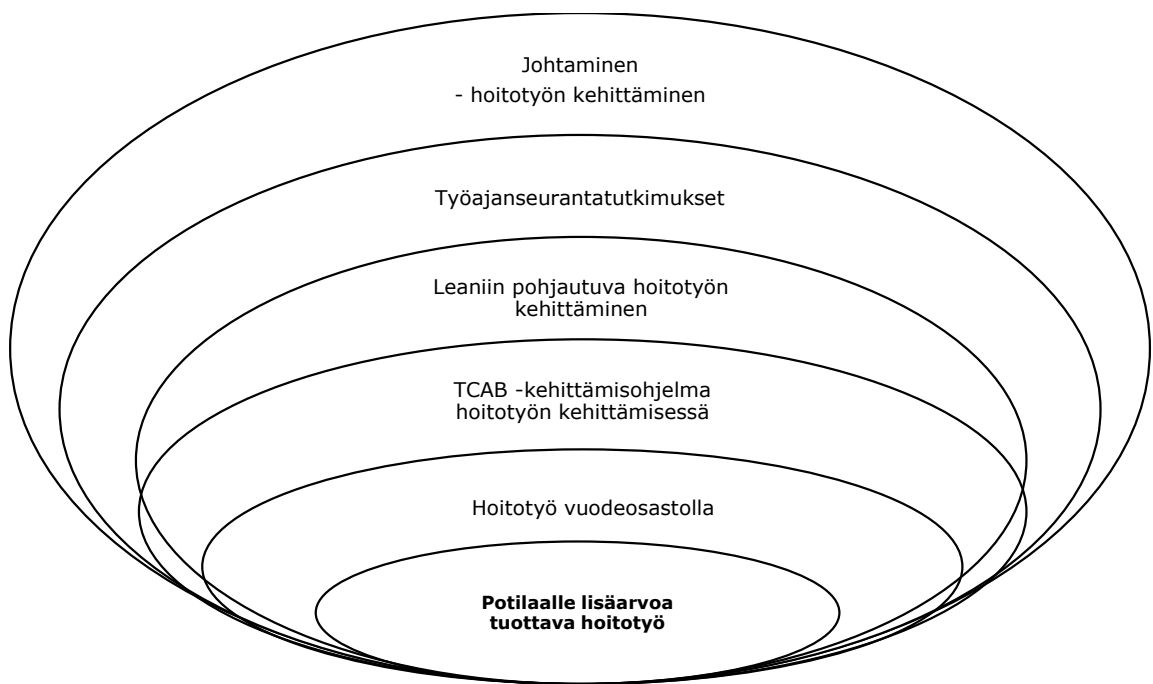 Johtaminen
- hoitotyön kehittäminen
Työajanseurantatutkimukset
Leaniin pohjautuva hoitotyön
kehittäminen
TCAB -kehittämisohjelma
hoitotyön kehittämisessä
Hoitotyö vuodeosastolla
Potilaalle lisäarvoa
tuottava hoitotyö